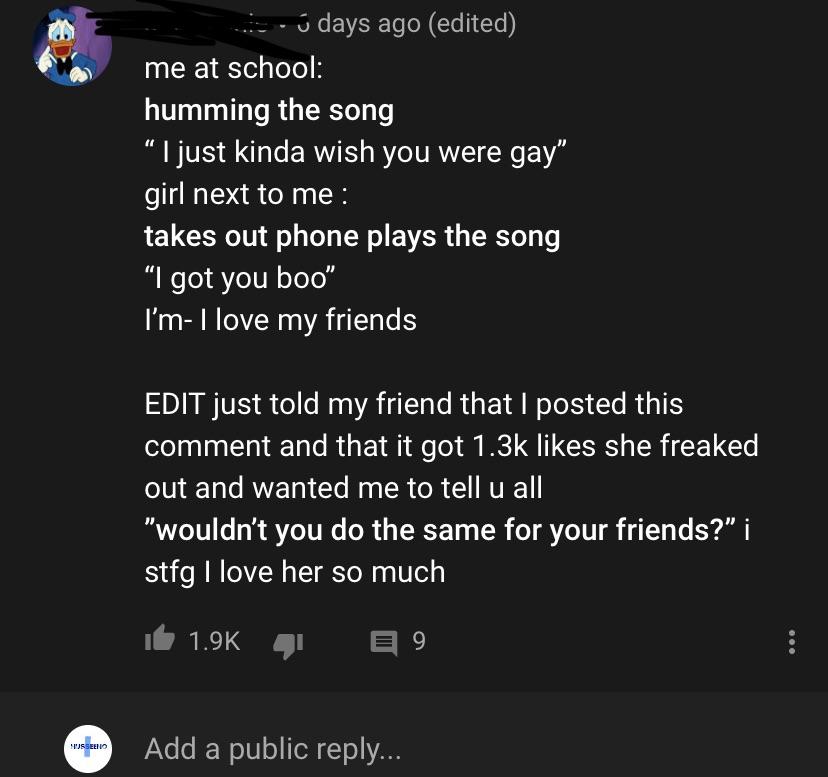 6 days ago (edited)
me at school:
humming the song
“ I just kinda wish you were gay”
girl next to me :
takes out phone plays the song
“I got you boo”
I’m- I love my friends
EDIT just told my friend that I posted this
comment and that it got 1.3k likes she freaked
out and wanted me to tell u all
”wouldn’t you do the same for your friends?” i
stfg I love her so much
1.9K 9
Add a public reply...